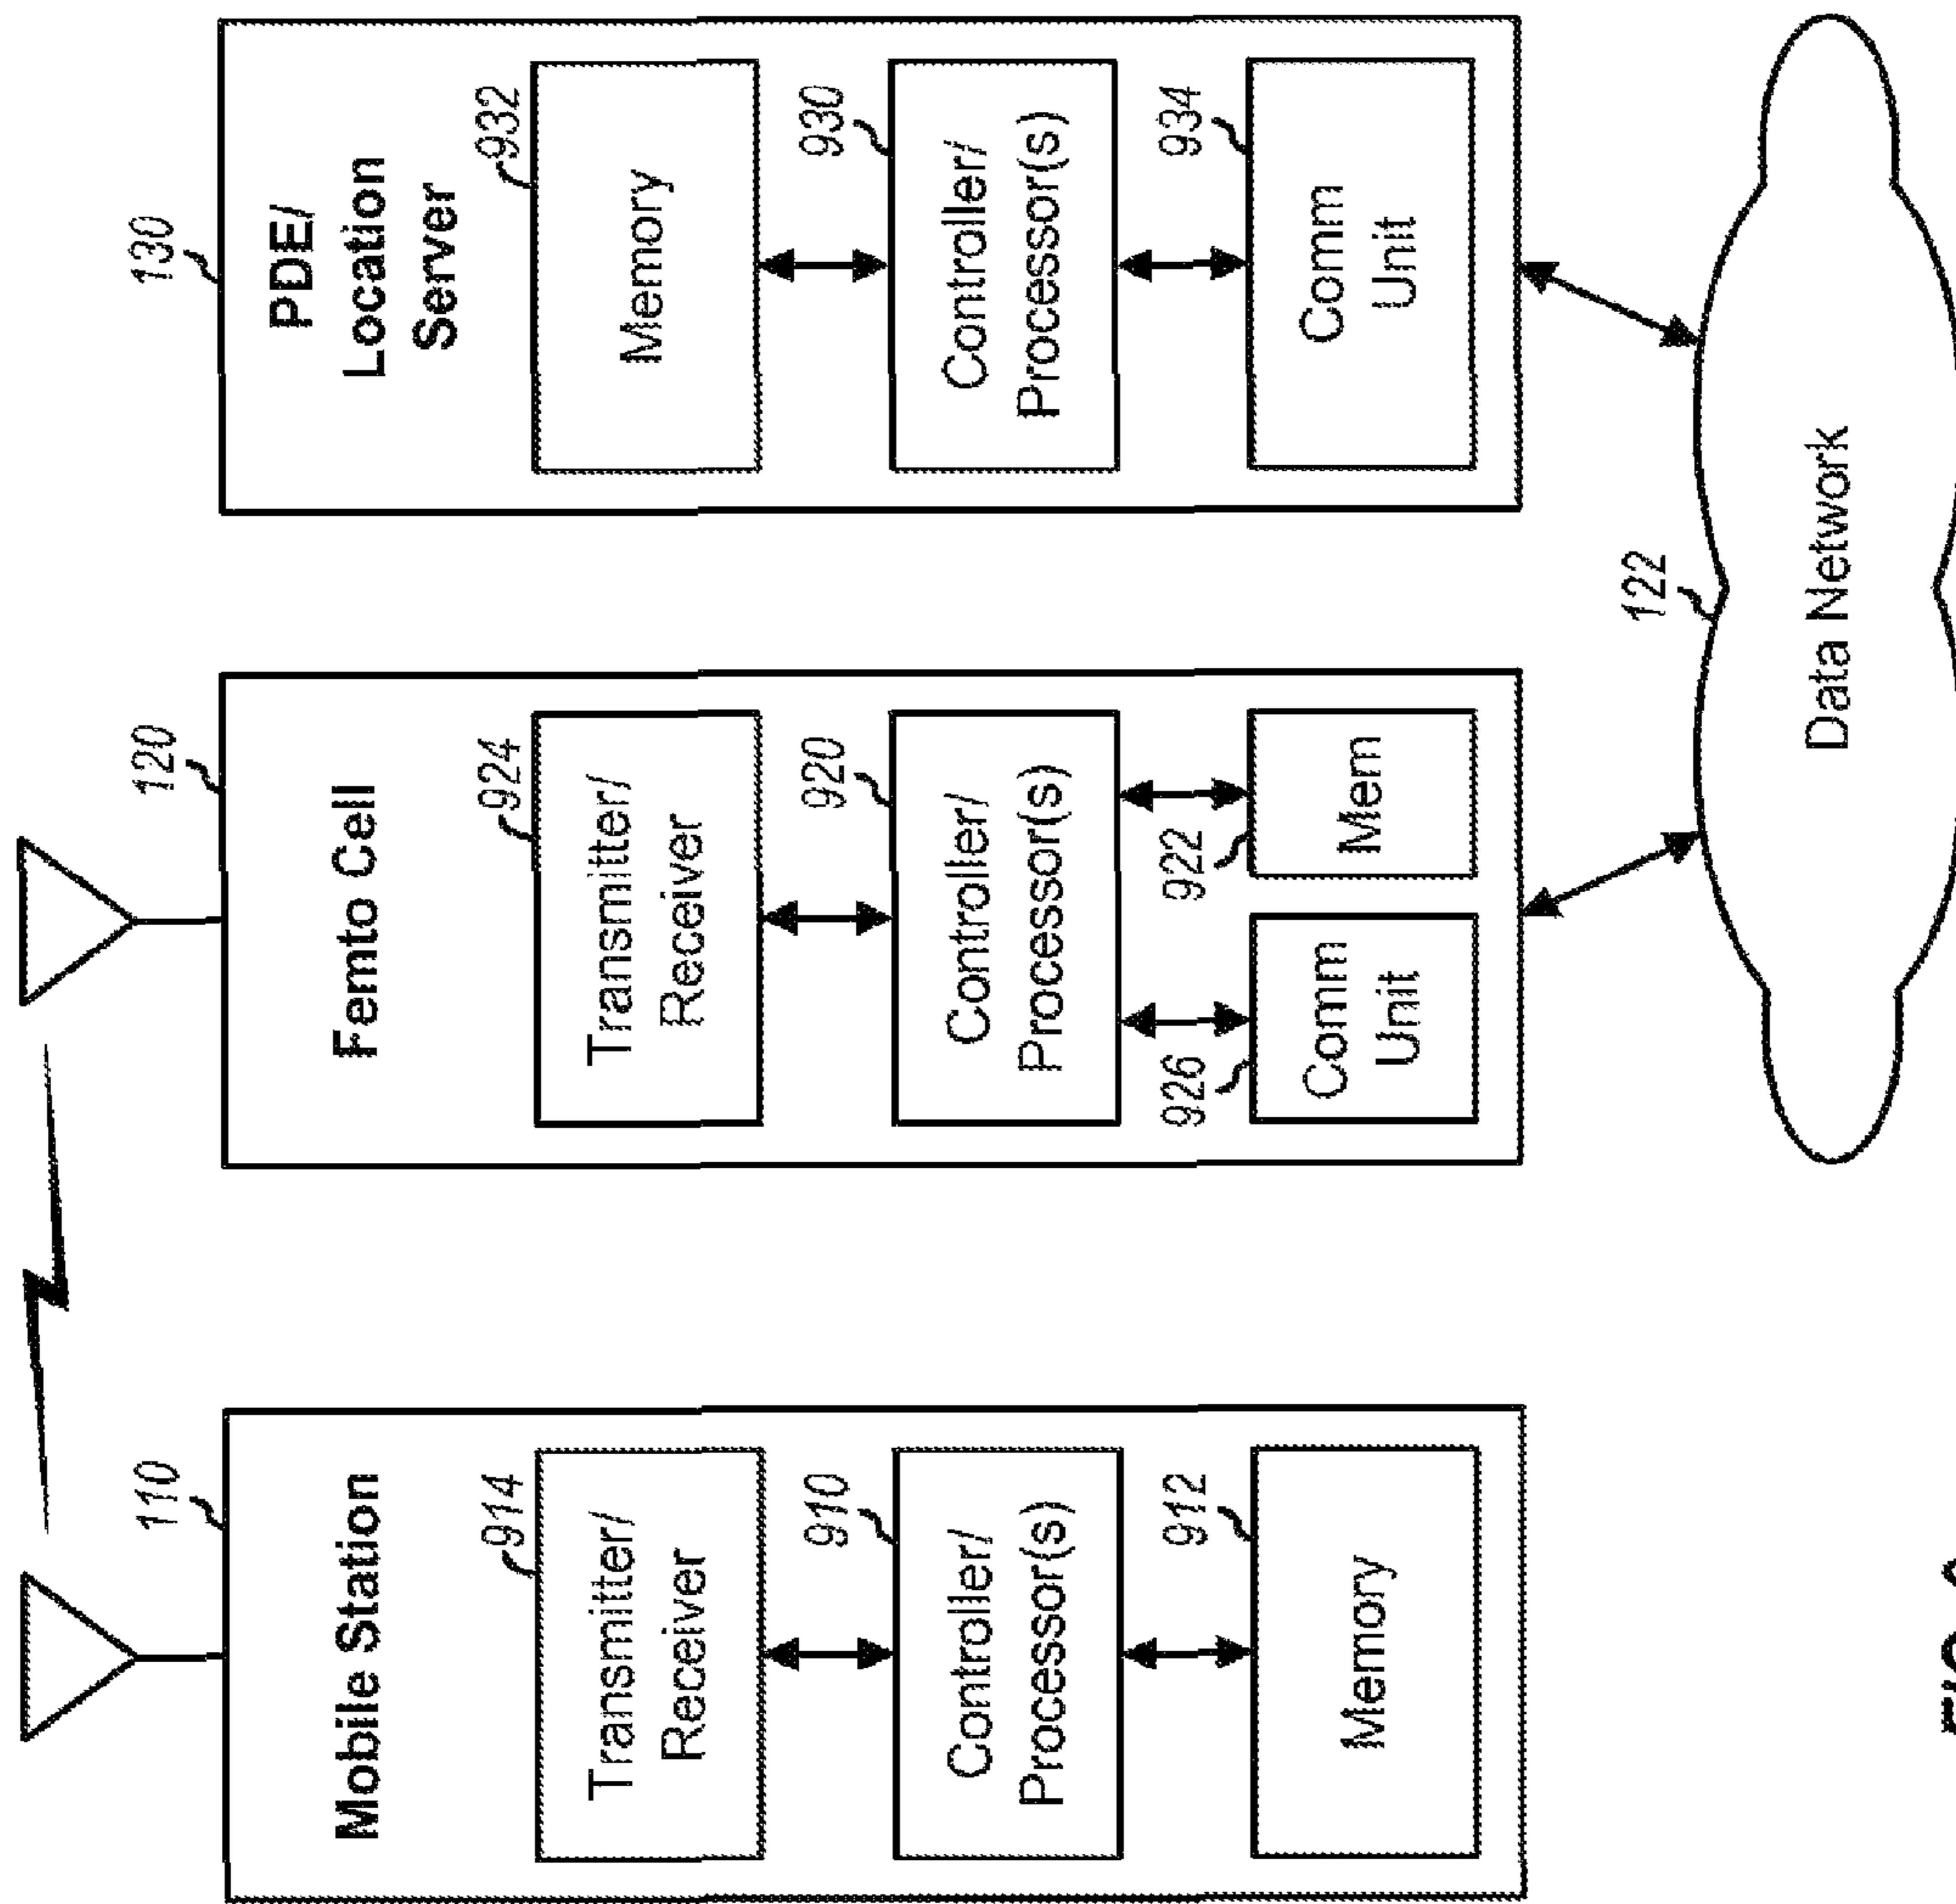 110
Mobile Station
914
Transmitter/
Receiver
910
Controller/
Processor(s)
912
Memory
120
Femto Cell
924
Transmitter/
Receiver
920
Controller/
Processor(s)
926
922
Comm
Unit
Mem
130
PDE/
Location
Server
932
Memory
930
Controller/
Processor(s)
934
Comm
Unit
122
Data Network